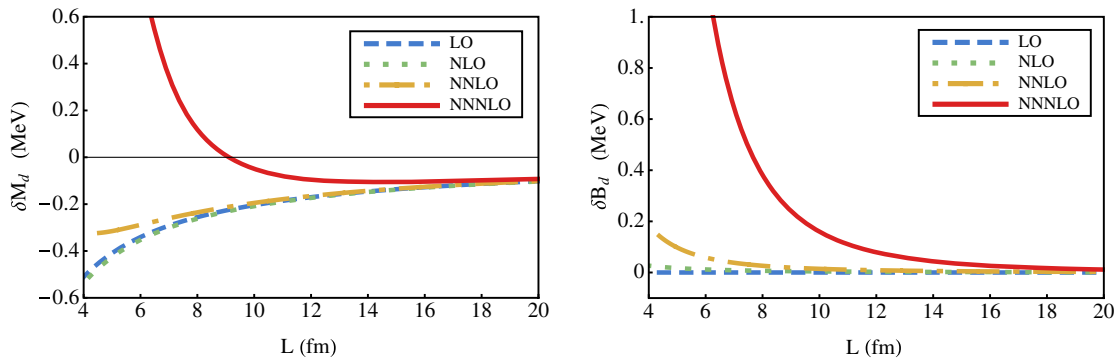 0.6
0.4
0.2
0
−0.2
−0.4
−0.6
δM_d (MeV)
4 6 8 10 12 14 16 18 20
L (fm)
LO
NLO
NNLO
NNNLO
1.
0.8
0.6
0.4
0.2
0
δB_d (MeV)
4 6 8 10 12 14 16 18 20
L (fm)
LO
NLO
NNLO
NNNLO